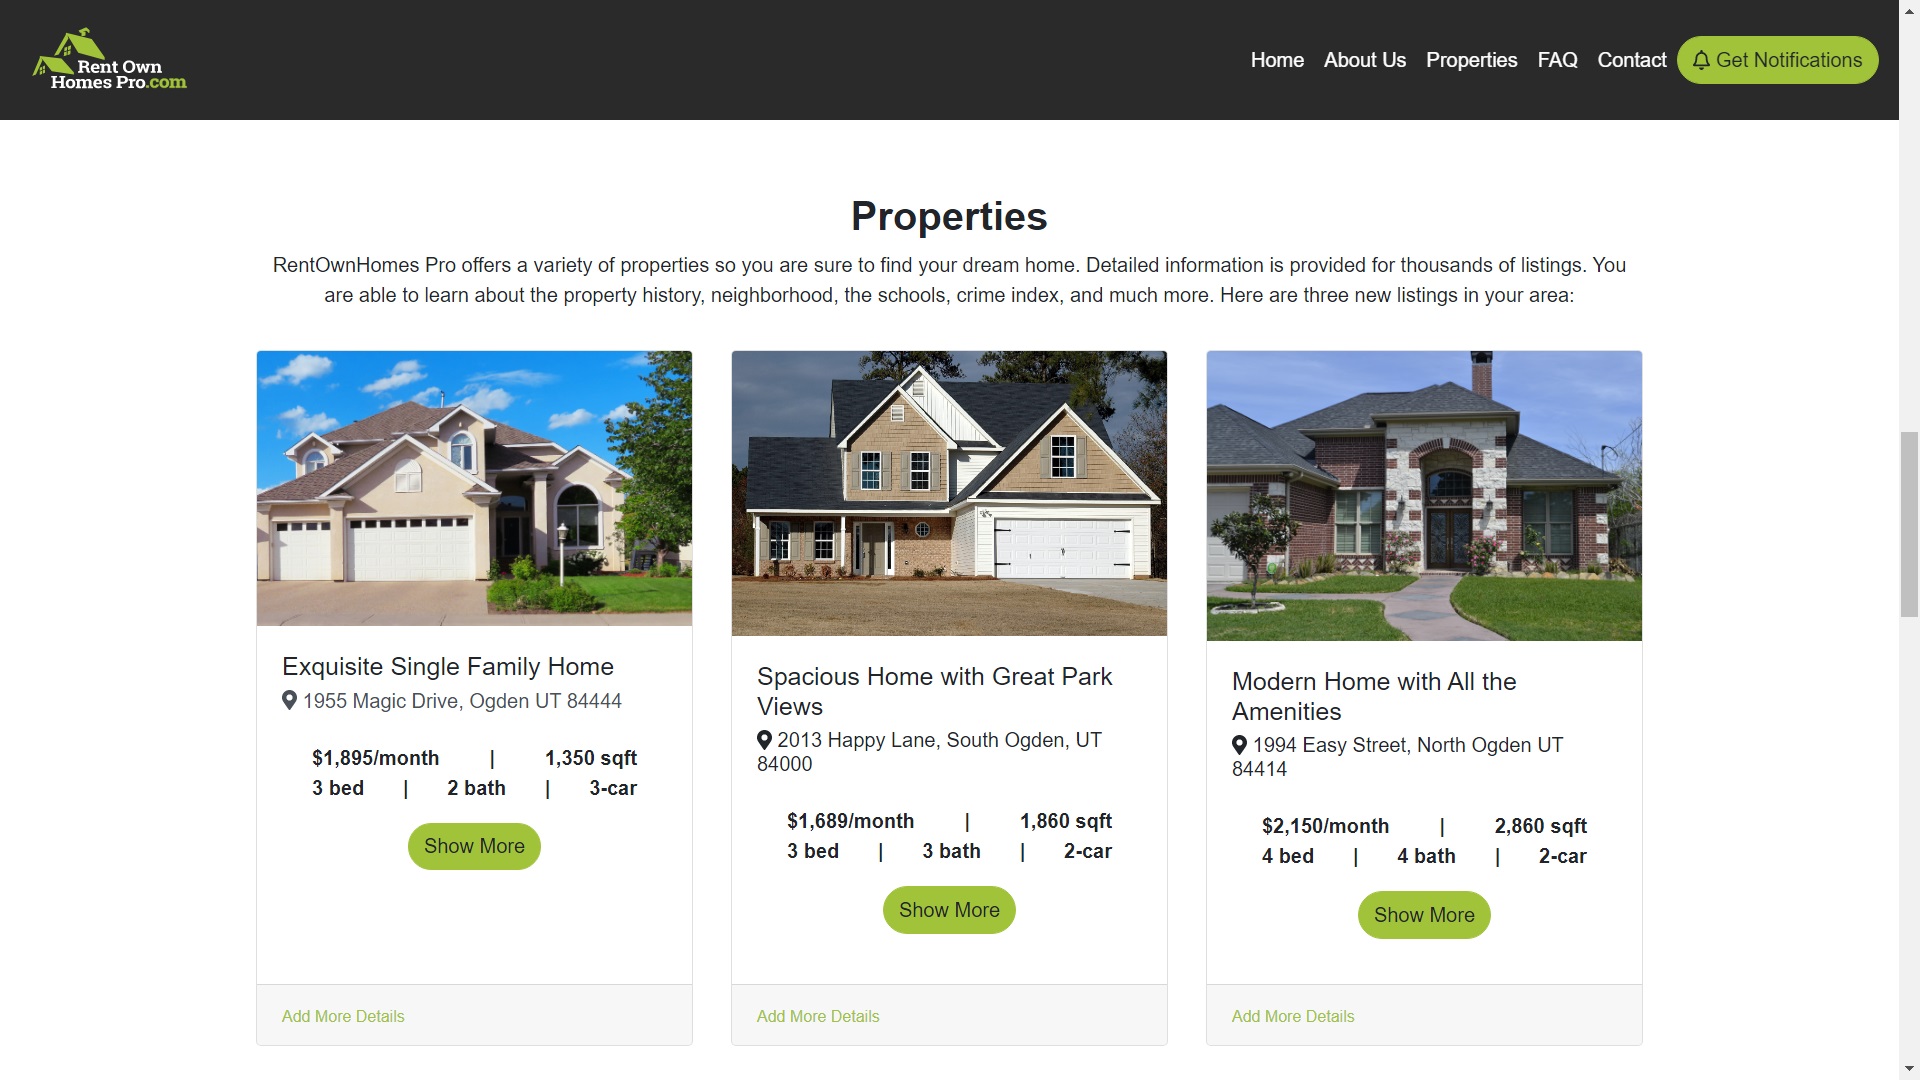 Rent Own
Homes Pro.com
Home About Us Properties FAQ Contact Get Notifications
Properties
RentOwnHomes Pro offers a variety of properties so you are sure to find your dream home. Detailed information is provided for thousands of listings. You
are able to learn about the property history, neighborhood, the schools, crime index, and much more. Here are three new listings in your area:
Exquisite Single Family Home
1955 Magic Drive, Ogden UT 84444
$1,895/month | 1,350 sqft
3 bed | 2 bath | 3-car
Show More
Add More Details
Spacious Home with Great Park
Views
2013 Happy Lane, South Ogden, UT
84000
$1,689/month | 1,860 sqft
3 bed | 3 bath | 2-car
Show More
Add More Details
Modern Home with All the
Amenities
1994 Easy Street, North Ogden UT
84414
$2,150/month | 2,860 sqft
4 bed | 4 bath | 2-car
Show More
Add More Details